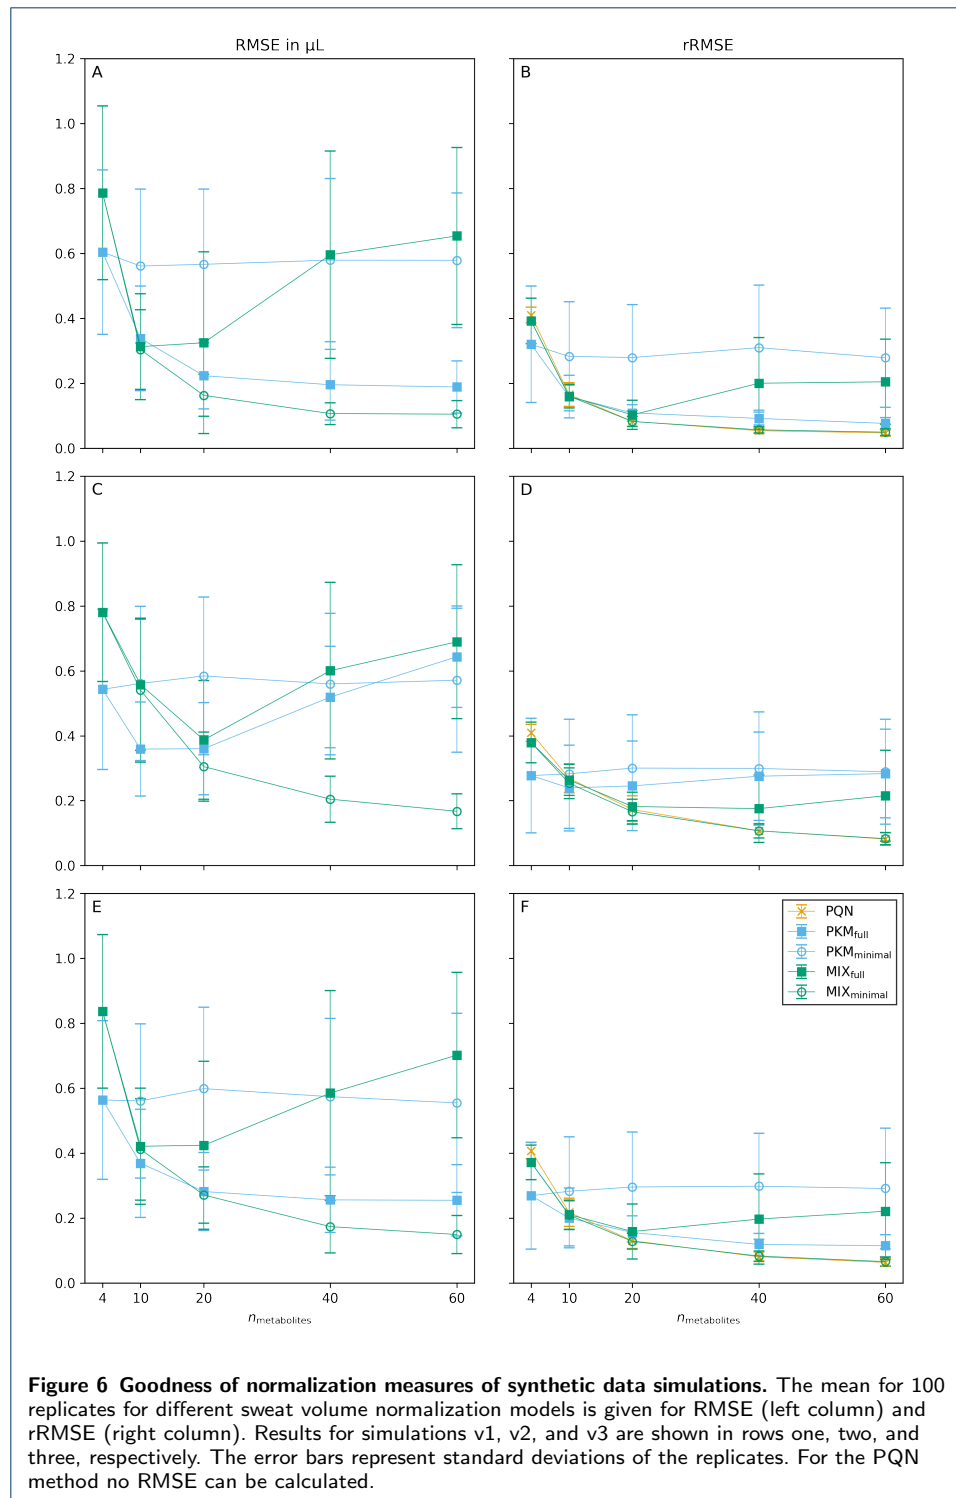 RMSE in μL
rRMSE
A
1.2
1.0
0.8
0.6
0.4
0.2
0.0
B
C
1.2
1.0
0.8
0.6
0.4
0.2
0.0
D
E
1.2
1.0
0.8
0.6
0.4
0.2
0.0
4 10 20 40 60
n_metabolites
F
PQN
PKM_full
PKM_minimal
MIX_full
MIX_minimal
4 10 20 40 60
n_metabolites
Figure 6 Goodness of normalization measures of synthetic data simulations. The mean for 100
replicates for different sweat volume normalization models is given for RMSE (left column) and
rRMSE (right column). Results for simulations v1, v2, and v3 are shown in rows one, two, and
three, respectively. The error bars represent standard deviations of the replicates. For the PQN
method no RMSE can be calculated.